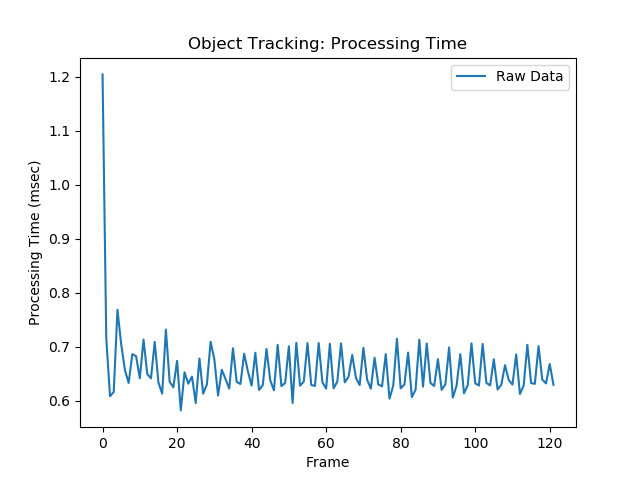 Object Tracking: Processing Time
Raw Data
Processing Time (msec)
1.2
1.1
1.0
0.9
0.8
0.7
0.6
0 20 40 60 80 100 120
Frame